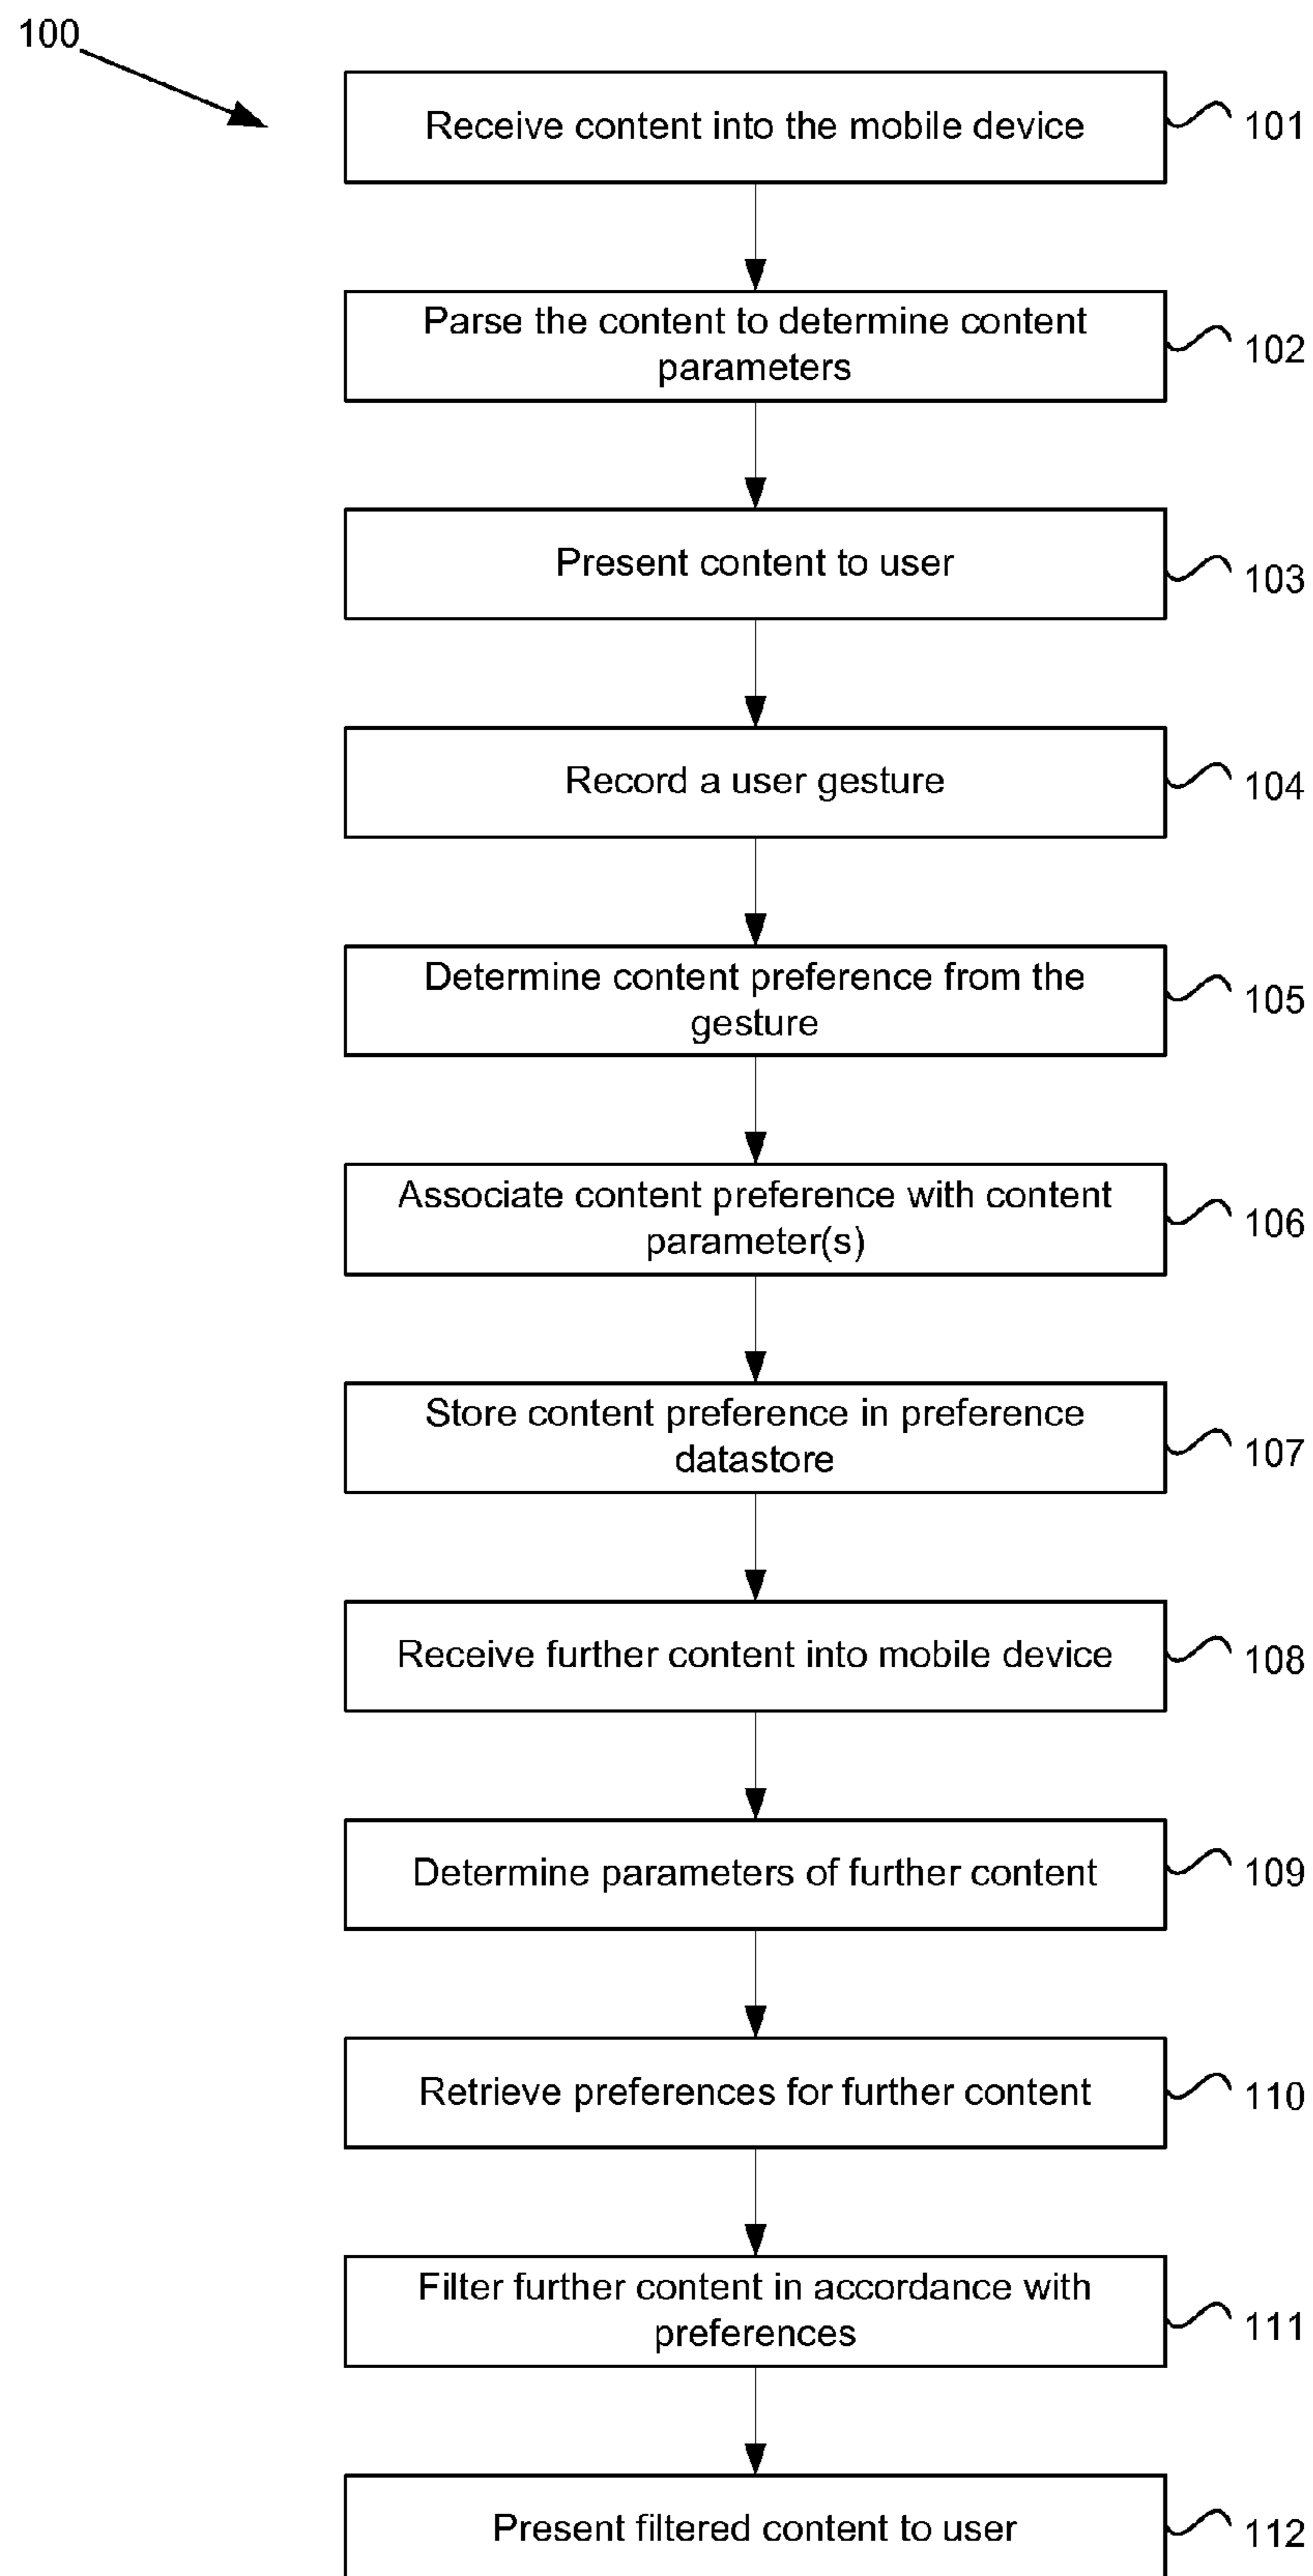 100
Receive content into the mobile device
101
Parse the content to determine content
parameters
102
Present content to user
103
Record a user gesture
104
Determine content preference from the
gesture
105
Associate content preference with content
parameter(s)
106
Store content preference in preference
datastore
107
Receive further content into mobile device
108
Determine parameters of further content
109
Retrieve preferences for further content
110
Filter further content in accordance with
preferences
111
Present filtered content to user
112